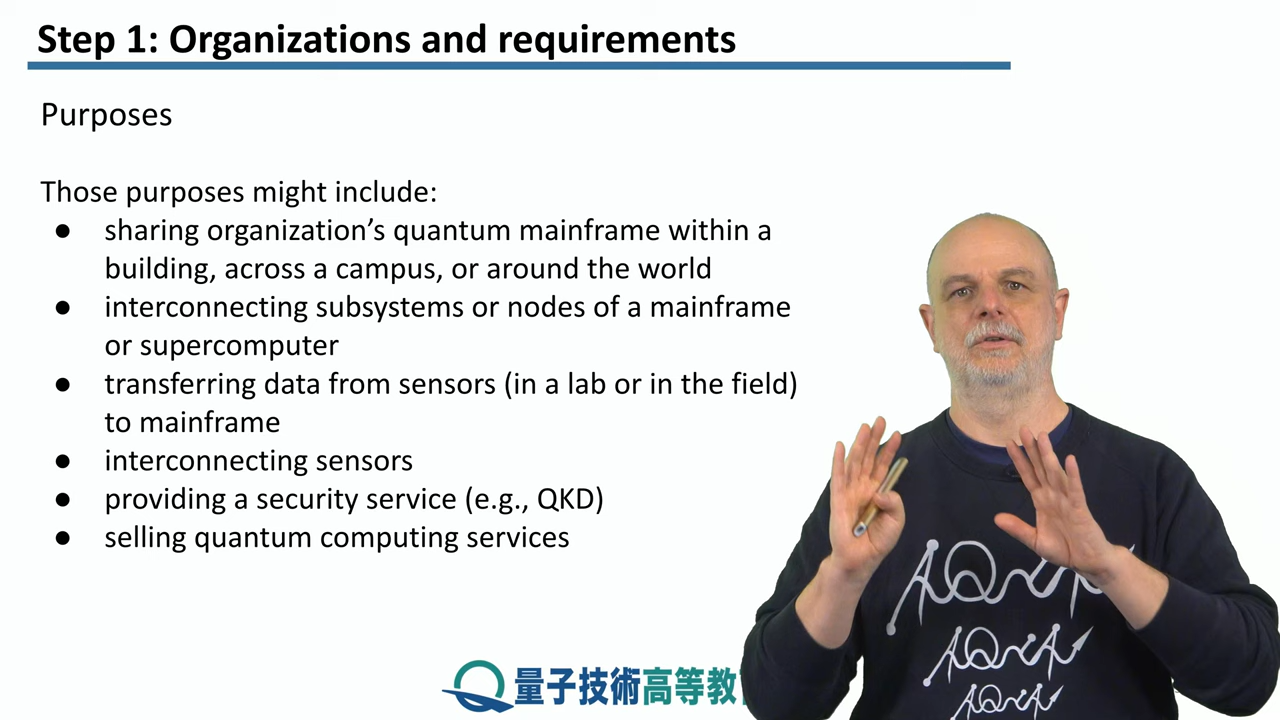 Step 1: Organizations and requirements
Purposes
Those purposes might include:
● sharing organization’s quantum mainframe within a
building, across a campus, or around the world
● interconnecting subsystems or nodes of a mainframe
or supercomputer
● transferring data from sensors (in a lab or in the field)
to mainframe
● interconnecting sensors
● providing a security service (e.g., QKD)
● selling quantum computing services
量子技術高等教